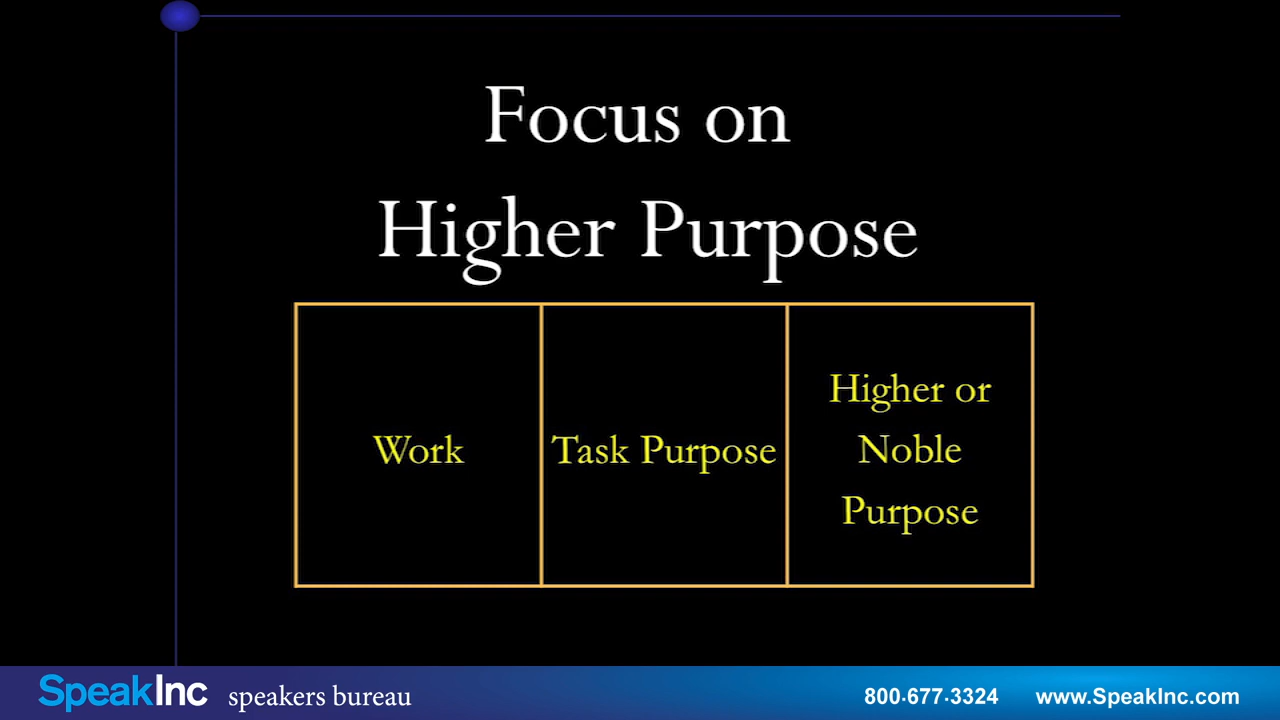 Focus on
Higher Purpose
Work
Task Purpose
Higher or
Noble
Purpose
SpeakInc speakers bureau
800·677·3324 www.SpeakInc.com